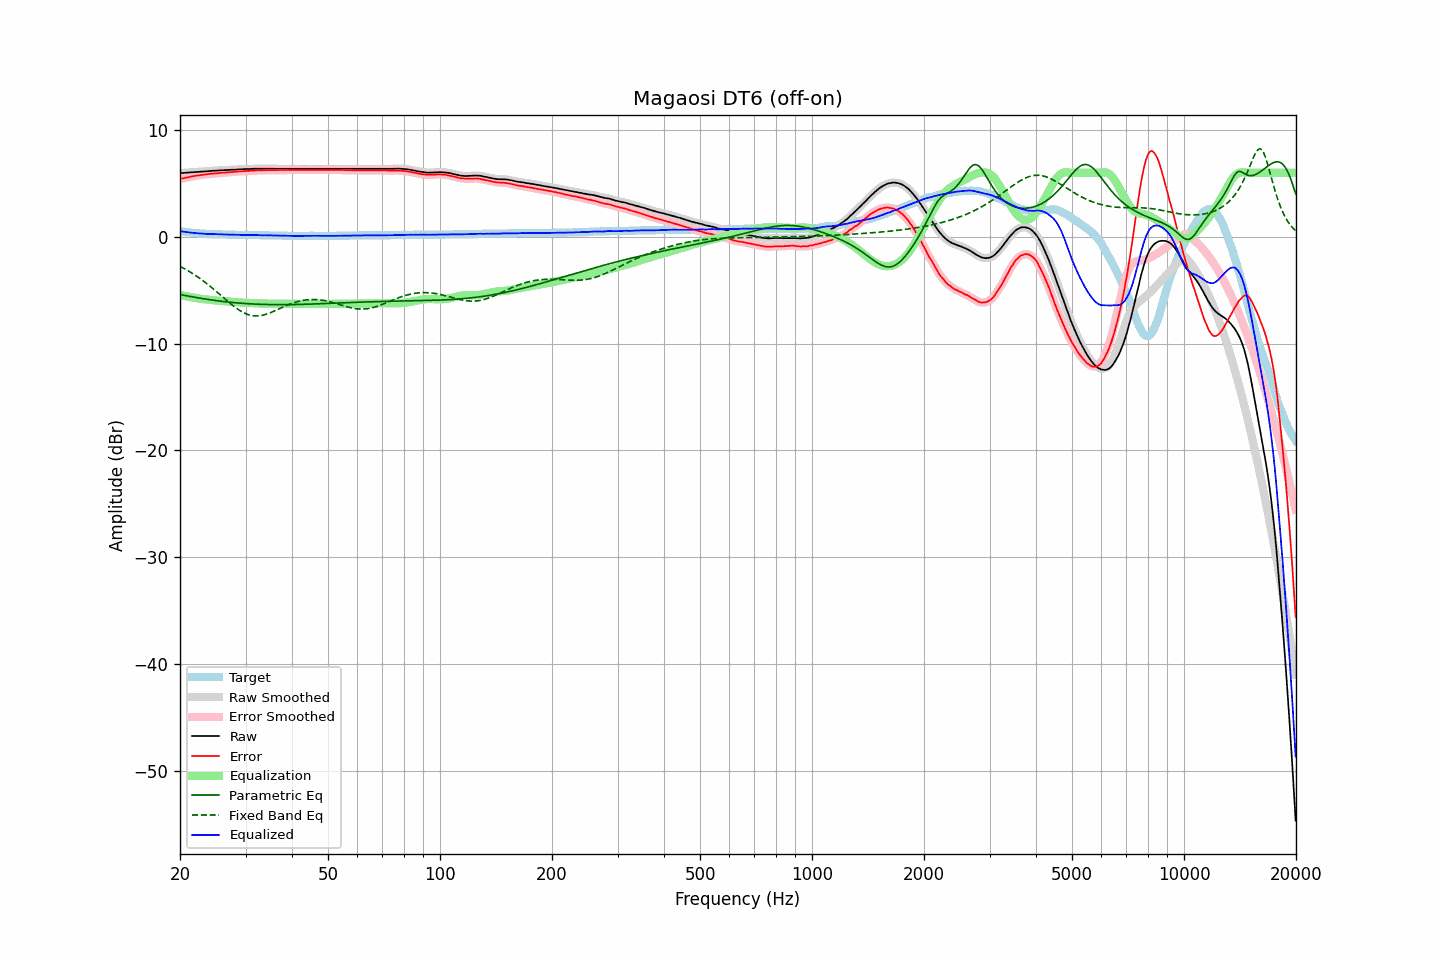 Magaosi DT6 (off-on)
Amplitude (dBr)
10
0
−10
−20
−30
−40
−50
Target
Raw Smoothed
Error Smoothed
Raw
Error
Equalization
Parametric Eq
Fixed Band Eq
Equalized
20 50 100 200 500 1000 2000 5000 10000 20000
Frequency (Hz)